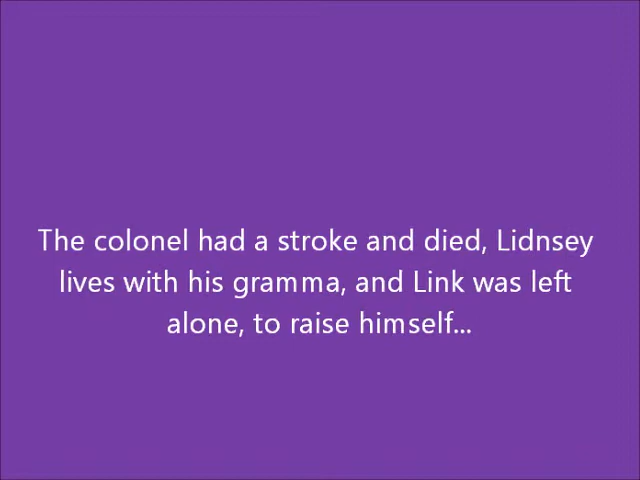 The colonel had a stroke and died, Lidnsey
lives with his gramma, and Link was left
alone, to raise himself...